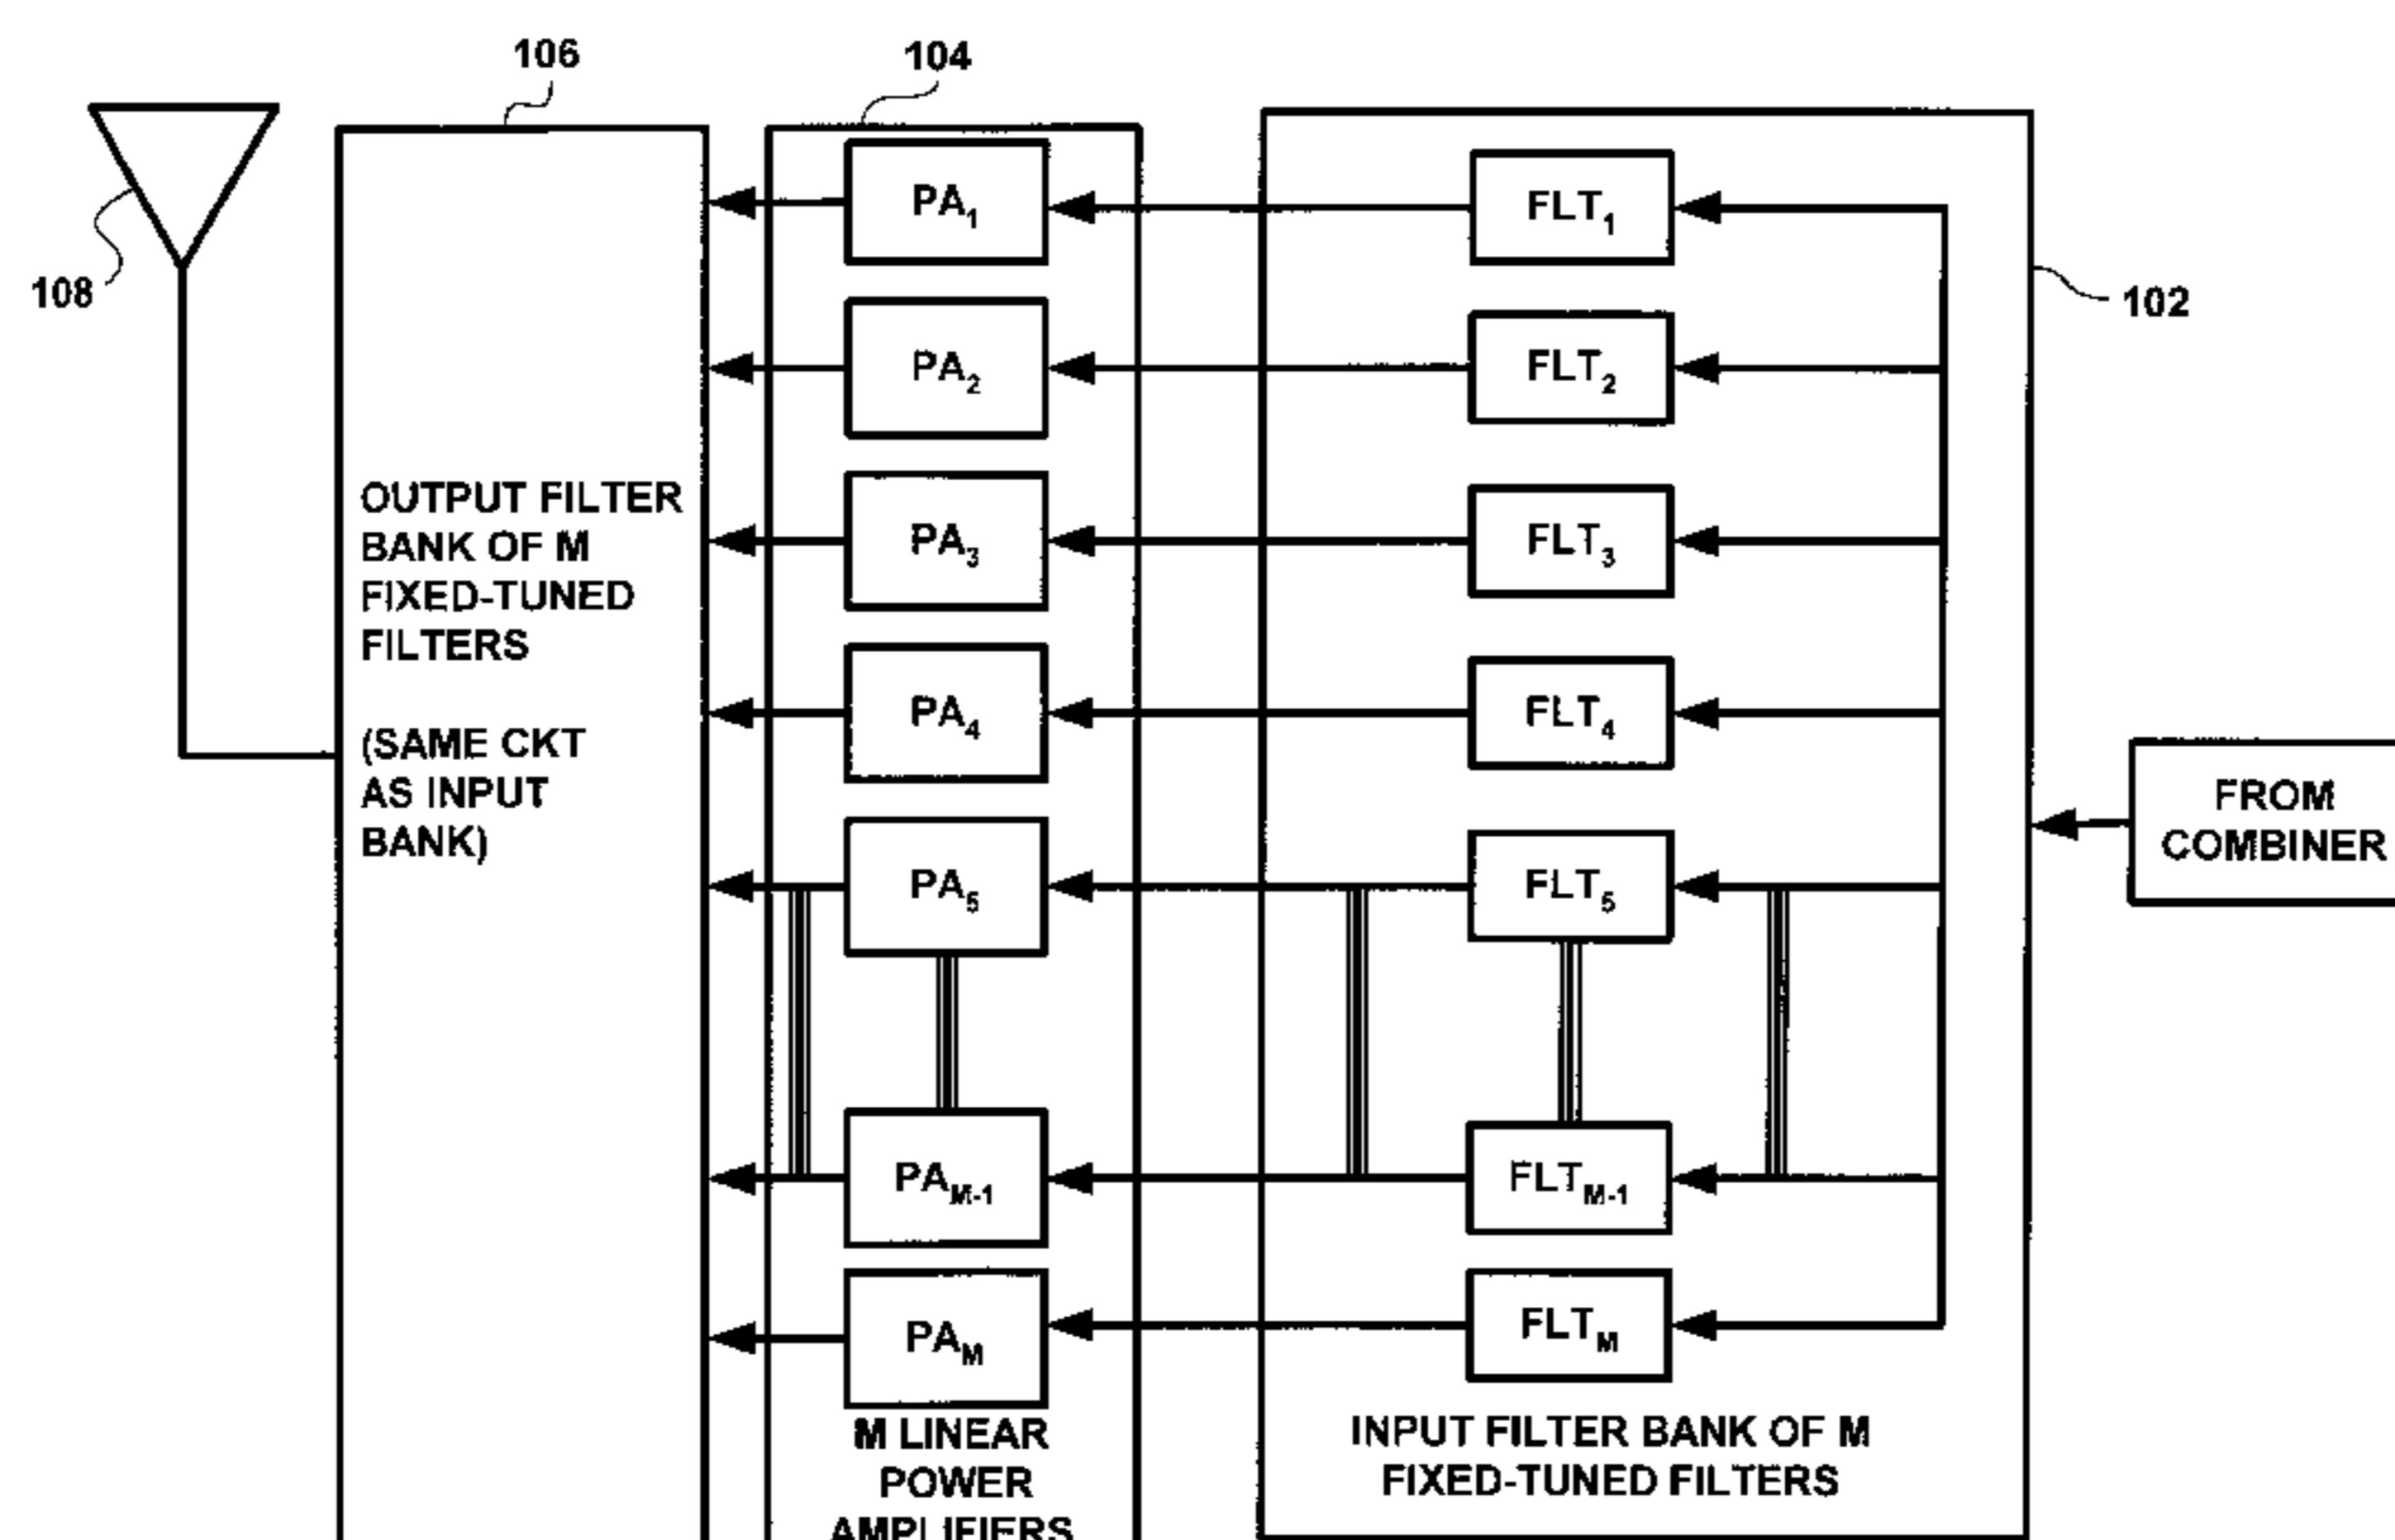 106
104
108
102
PA1
PA2
PA3
PA4
PA5
PAM-1
PAM
FLT1
FLT2
FLT3
FLT4
FLT5
FLTM-1
FLTM
OUTPUT FILTER
BANK OF M
FIXED-TUNED
FILTERS
(SAME CKT
AS INPUT
BANK)
FROM
COMBINER
M LINEAR
POWER
AMPLIFIERS
INPUT FILTER BANK OF M
FIXED-TUNED FILTERS